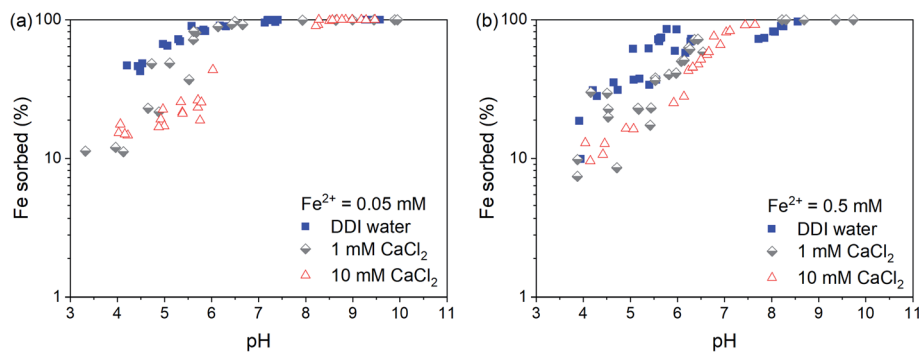 (a)
100
10
1
Fe sorbed (%)
Fe²⁺ = 0.05 mM
DDI water
1 mM CaCl₂
10 mM CaCl₂
3 4 5 6 7 8 9 10 11
pH
(b)
100
10
1
Fe sorbed (%)
Fe²⁺ = 0.5 mM
DDI water
1 mM CaCl₂
10 mM CaCl₂
3 4 5 6 7 8 9 10 11
pH